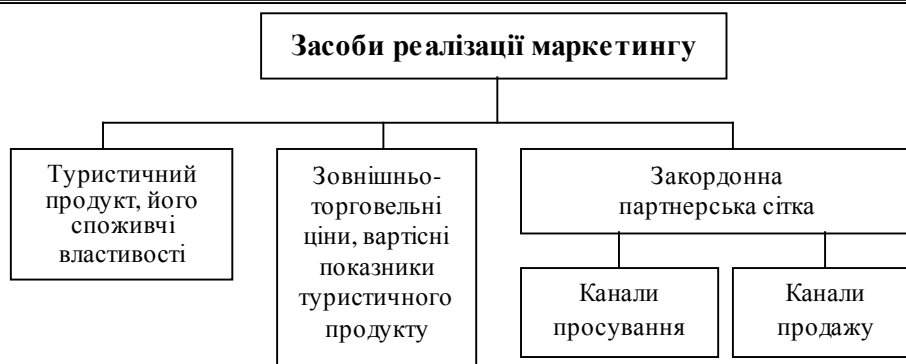 Засоби реалізації маркетингу
Туристичний
продукт, його
споживчі
властивості
Зовнішньо-
торговельні
ціни, вартісні
показники
туристичного
продукту
Закордонна
партнерська сітка
Канали
просування
Канали
продажу